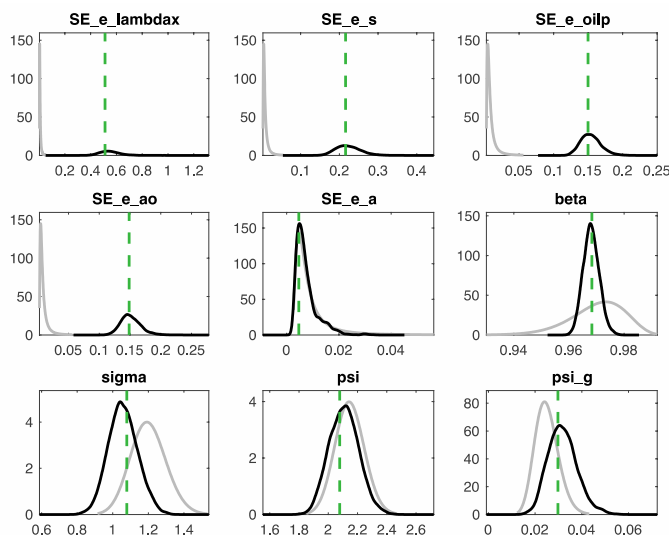 SE_e_lambdax SE_e_s SE_e_oilp
150 150 150
100 100 100
50 50 50
0 0 0
0.2 0.4 0.6 0.8 1 1.2 0 0.2 0.4 0.05 0.1 0.15 0.2 0.25
SE_e_ao SE_e_a beta
150 150 150
100 100 100
50 50 50
0 0 0
0.05 0.1 0.15 0.2 0.25 0 0.02 0.04 0.94 0.96 0.98
sigma psi psi_g
4 4 80
60
2 2 40
20
0 0 0
0.6 0.8 1 1.2 1.4 1.6 1.8 2 2.2 2.4 2.6 0 0.02 0.04 0.06